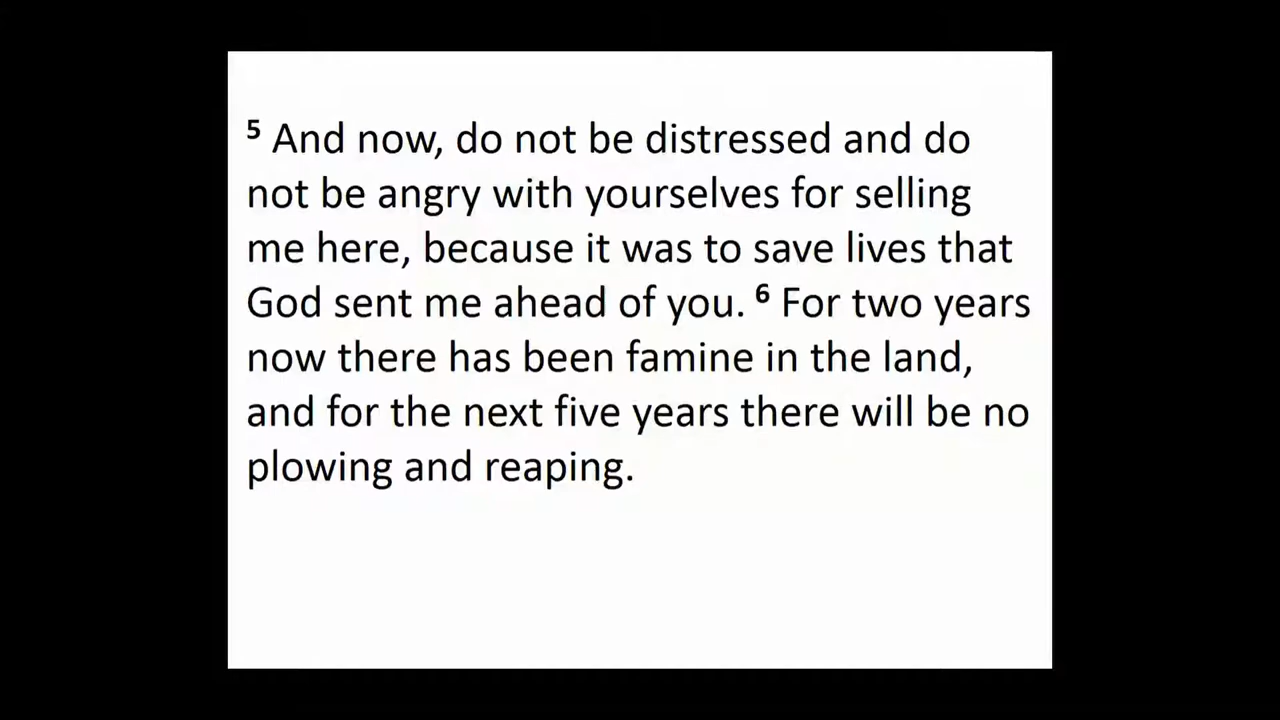 5 And now, do not be distressed and do
not be angry with yourselves for selling
me here, because it was to save lives that
God sent me ahead of you. 6 For two years
now there has been famine in the land,
and for the next five years there will be no
plowing and reaping.